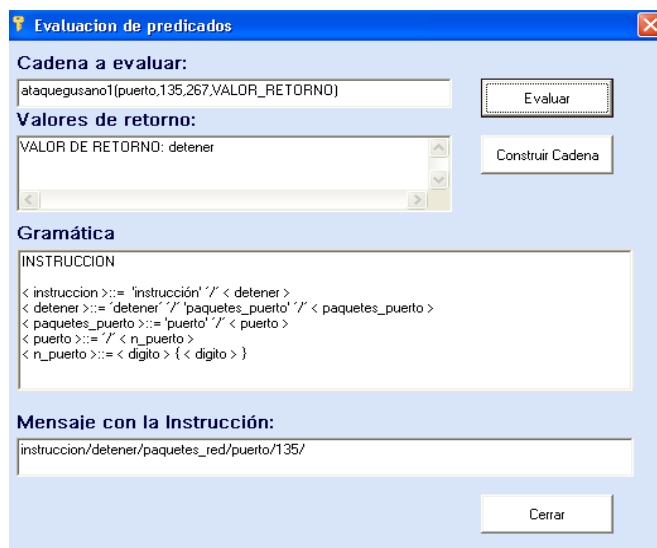 Evaluacion de predicados
Cadena a evaluar:
ataquegusano1(puerto,135,267,VALOR_RETORNO)
Evaluar
Valores de retorno:
VALOR DE RETORNO: detener
Construir Cadena
Gramática
INSTRUCCION
< instruccion >::= 'instrucción' ´/´ < detener >
< detener >::= ´detener´ ´/´ 'paquetes_puerto' ´/´ < paquetes_puerto >
< paquetes_puerto >::= 'puerto' ´/´ < puerto >
< puerto >::= ´/´ < n_puerto >
< n_puerto >::= < digito > { < digito > }
Mensaje con la Instrucción:
instruccion/detener/paquetes_red/puerto/135/
Cerrar